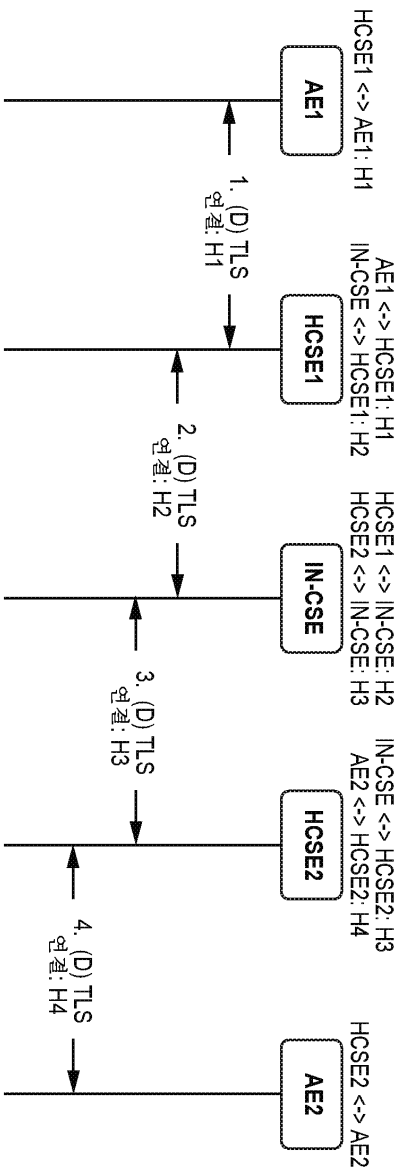 HCSE1 <-> AE1: H1
AE1
AE1 <-> HCSE1: H1
IN-CSE <-> HCSE1: H2
HCSE1
HCSE1 <-> IN-CSE: H2
HCSE2 <-> IN-CSE: H3
IN-CSE
IN-CSE <-> HCSE2: H3
AE2 <-> HCSE2: H4
HCSE2
HCSE2 <-> AE2
AE2
1. (D) TLS
연결: H1
2. (D) TLS
연결: H2
3. (D) TLS
연결: H3
4. (D) TLS
연결: H4